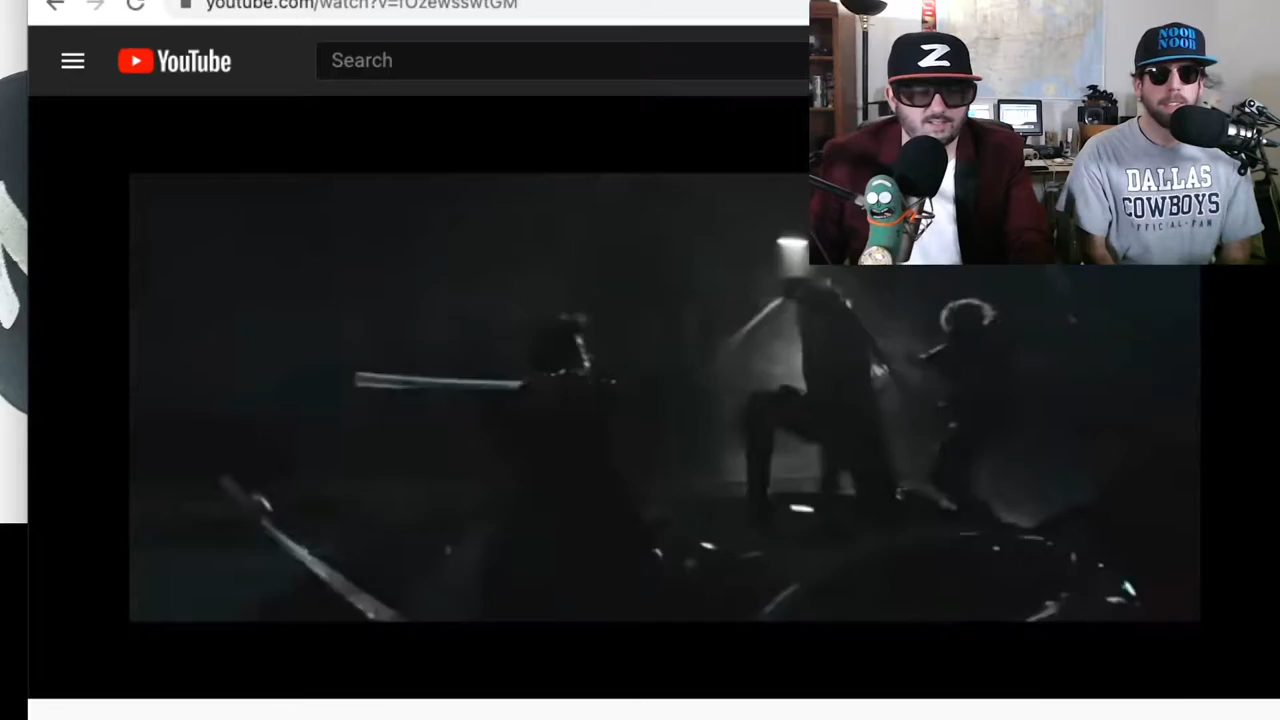 youtube.com/watch?v=fOzewsswtGM
YouTube
Search
Z
NOOB
NOOB
DALLAS
COWBOYS
OFFICIAL FAN